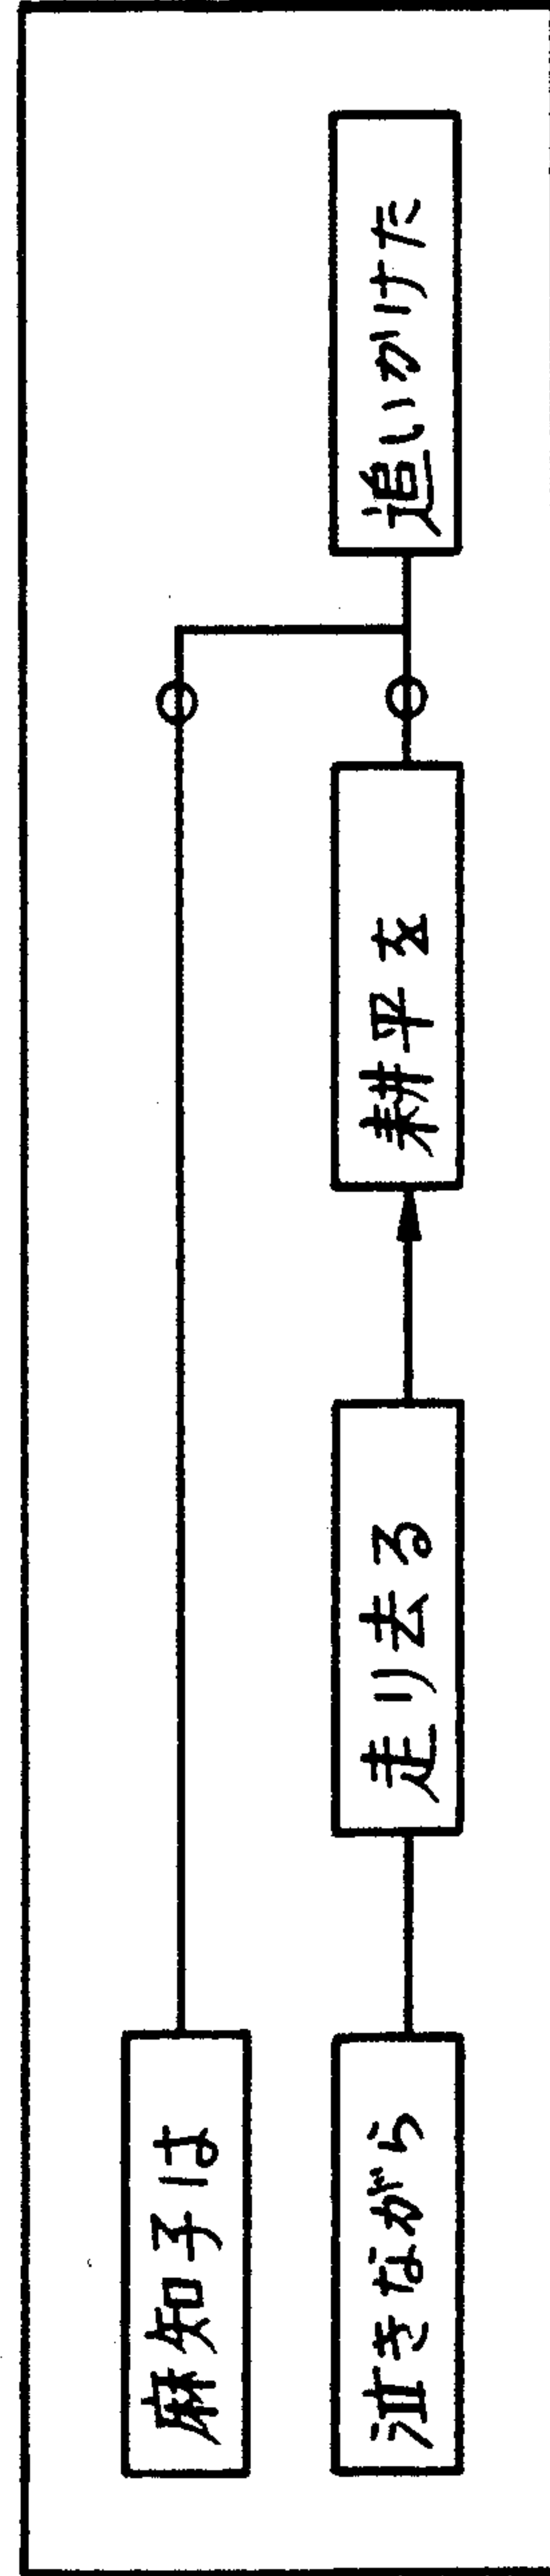 麻知子は
泣きながら
走り去る
耕平を
追いかけた